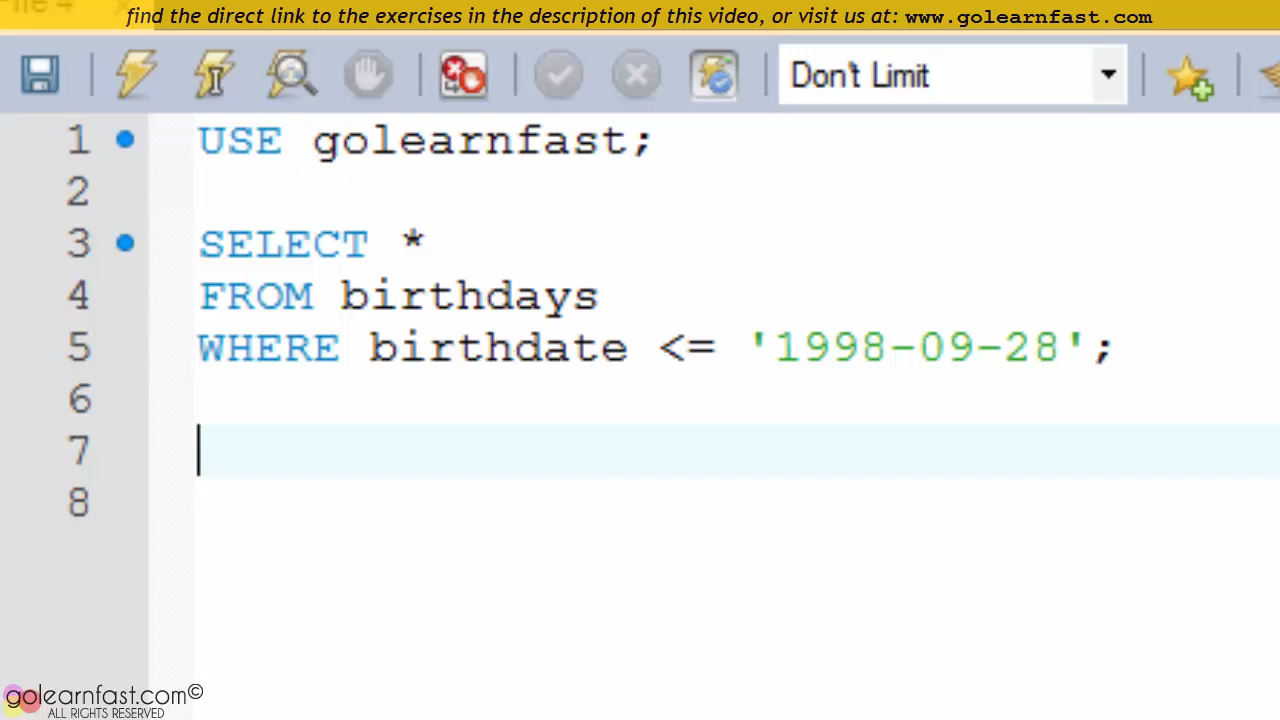 find the direct link to the exercises in the description of this video, or visit us at: www.golearnfast.com
Don't Limit
1 USE golearnfast;
2
3 SELECT *
4 FROM birthdays
5 WHERE birthdate <= '1998-09-28';
6
7
8
golearnfast.com©
ALL RIGHTS RESERVED